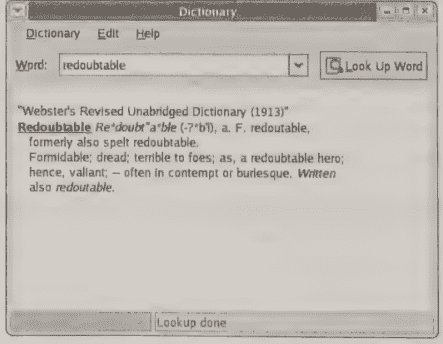 Dictionary
Dictionary Edit Help
Word: redoubtable Look Up Word
"Webster's Revised Unabridged Dictionary (1913)"
Redoubtable Re*doubt"a*ble (-?*b'l), a. F. redoutable,
formerly also spelt redoubtable.
Formidable; dread; terrible to foes; as, a redoubtable hero;
hence, valiant; -- often in contempt or burlesque. Written
also redoutable.
Lookup done